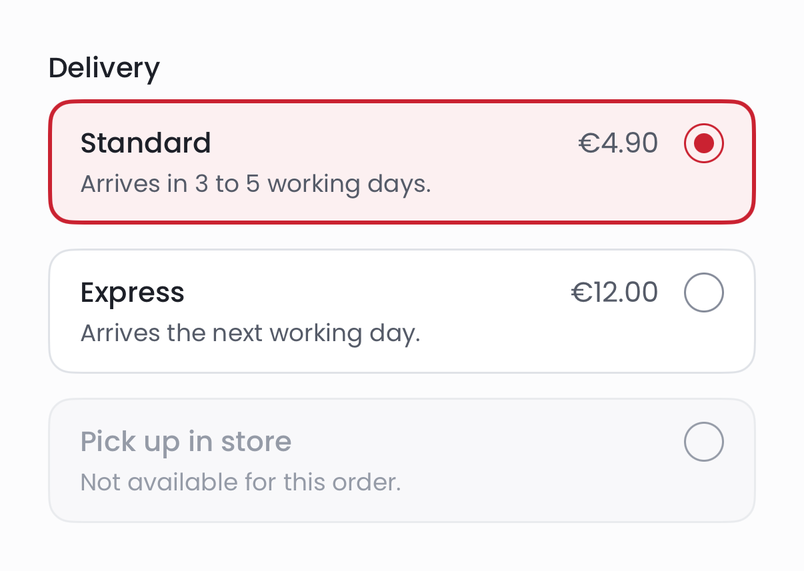 Delivery
Standard €4.90
Arrives in 3 to 5 working days.
Express €12.00
Arrives the next working day.
Pick up in store
Not available for this order.